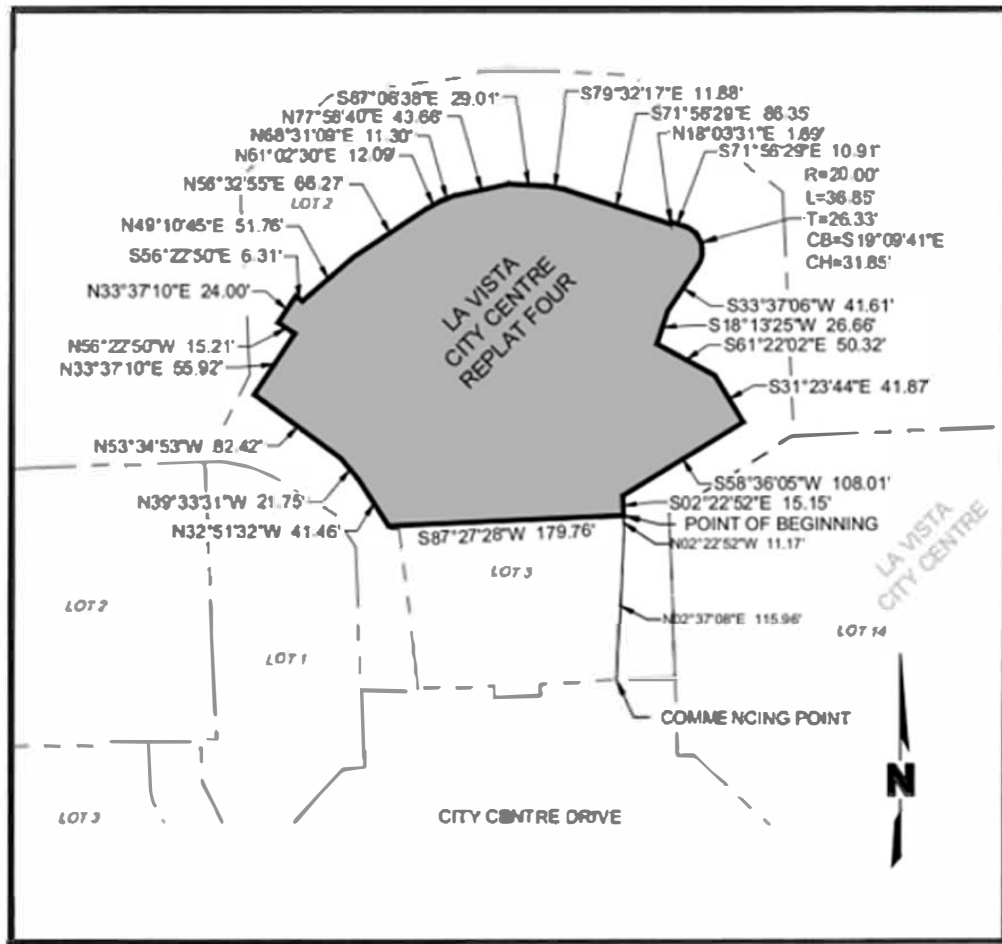 S87°06'38"E 29.01'
S79°32'17"E 11.88'
N77°58'40"E 43.66'
S71°56'29"E 86.35'
N68°31'09"E 11.30'
N18°03'31"E 1.69'
N61°02'30"E 12.09'
S71°56'29"E 10.91'
R=20.00'
L=36.85'
T=26.33'
CB=S19°09'41"E
CH=31.85'
N56°32'55"E 66.27'
LOT 2
N49°10'45"E 51.76'
S56°22'50"E 6.31'
N33°37'10"E 24.00'
LA VISTA
CITY CENTRE
REPLAT FOUR
S33°37'06"W 41.61'
S18°13'25"W 26.66'
S61°22'02"E 50.32'
N56°22'50"W 15.21'
N33°37'10"E 55.92'
S31°23'44"E 41.87'
N53°34'53"W 82.42'
S58°36'05"W 108.01'
N39°33'31"W 21.75'
S02°22'52"E 15.15'
POINT OF BEGINNING
N32°51'32"W 41.46'
S87°27'28"W 179.76'
N02°22'52"W 11.17'
LOT 3
LA VISTA
CITY CENTRE
LOT 2
N02°37'08"E 115.96'
LOT 14
LOT 1
COMMENCING POINT
N
LOT 3
CITY CENTRE DRIVE